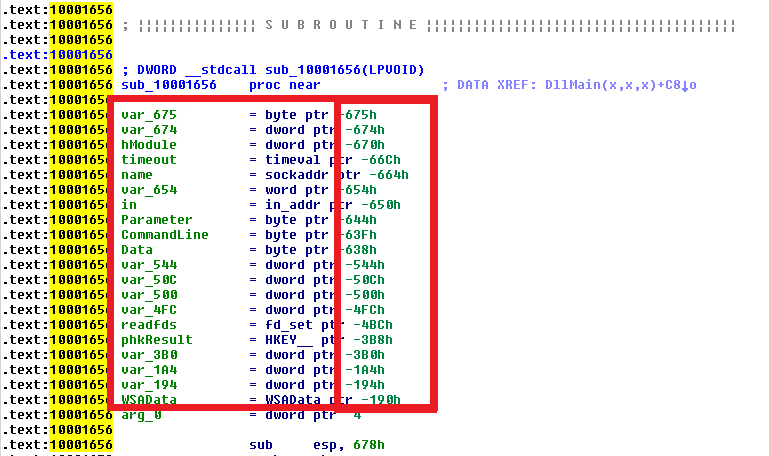 .text:10001656
.text:10001656 ; ¦¦¦¦¦¦¦¦¦¦¦¦¦¦¦ S U B R O U T I N E ¦¦¦¦¦¦¦¦¦¦¦¦¦¦¦¦¦¦¦¦¦¦¦¦¦¦¦¦¦¦¦¦¦¦¦¦¦¦¦
.text:10001656
.text:10001656
.text:10001656 ; DWORD __stdcall sub_10001656(LPVOID)
.text:10001656 sub_10001656 proc near ; DATA XREF: DllMain(x,x,x)+C8↓o
.text:10001656
.text:10001656 var_675 = byte ptr -675h
.text:10001656 var_674 = dword ptr -674h
.text:10001656 hModule = dword ptr -670h
.text:10001656 timeout = timeval ptr -66Ch
.text:10001656 name = sockaddr ptr -664h
.text:10001656 var_654 = word ptr -654h
.text:10001656 in = in_addr ptr -650h
.text:10001656 Parameter = byte ptr -644h
.text:10001656 CommandLine = byte ptr -63Fh
.text:10001656 Data = byte ptr -638h
.text:10001656 var_544 = dword ptr -544h
.text:10001656 var_50C = dword ptr -50Ch
.text:10001656 var_500 = dword ptr -500h
.text:10001656 var_4FC = dword ptr -4FCh
.text:10001656 readfds = fd_set ptr -4BCh
.text:10001656 phkResult = HKEY__ ptr -3B8h
.text:10001656 var_3B0 = dword ptr -3B0h
.text:10001656 var_1A4 = dword ptr -1A4h
.text:10001656 var_194 = dword ptr -194h
.text:10001656 WSAData = WSAData ptr -190h
.text:10001656 arg_0 = dword ptr 4
.text:10001656
.text:10001656 sub esp, 678h